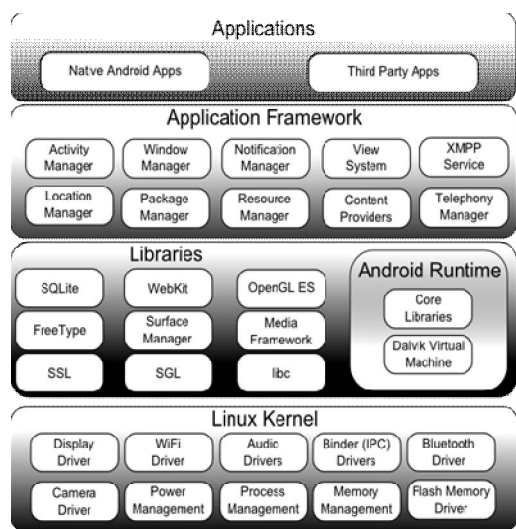 Applications
Native Android Apps
Third Party Apps
Application Framework
Activity
Manager
Window
Manager
Notification
Manager
View
System
XMPP
Service
Location
Manager
Package
Manager
Resource
Manager
Content
Providers
Telephony
Manager
Libraries
SQLite
WebKit
OpenGL ES
FreeType
Surface
Manager
Media
Framework
SSL
SGL
libc
Android Runtime
Core
Libraries
Dalvik Virtual
Machine
Linux Kernel
Display
Driver
WiFi
Driver
Audio
Drivers
Binder (IPC)
Drivers
Bluetooth
Driver
Camera
Driver
Power
Management
Process
Management
Memory
Management
Flash Memory
Driver